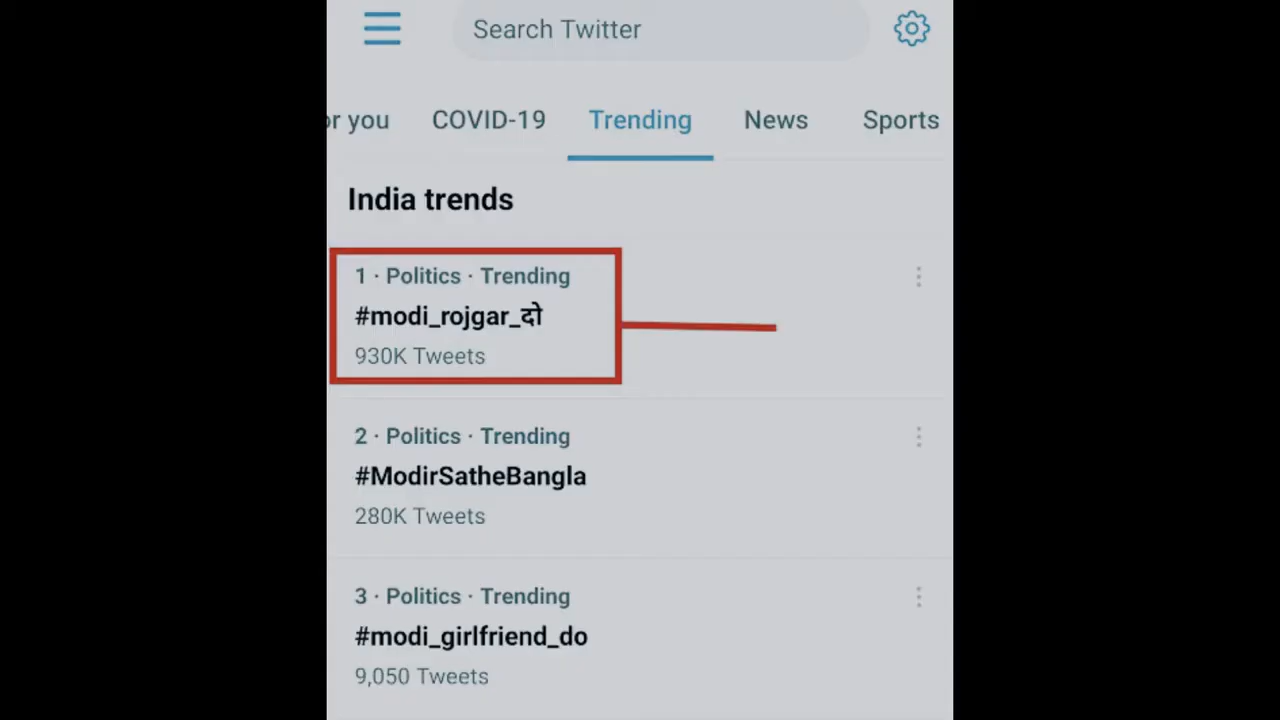 Search Twitter
or you COVID-19 Trending News Sports
India trends
1 · Politics · Trending
#modi_rojgar_दो
930K Tweets
2 · Politics · Trending
#ModirSatheBangla
280K Tweets
3 · Politics · Trending
#modi_girlfriend_do
9,050 Tweets